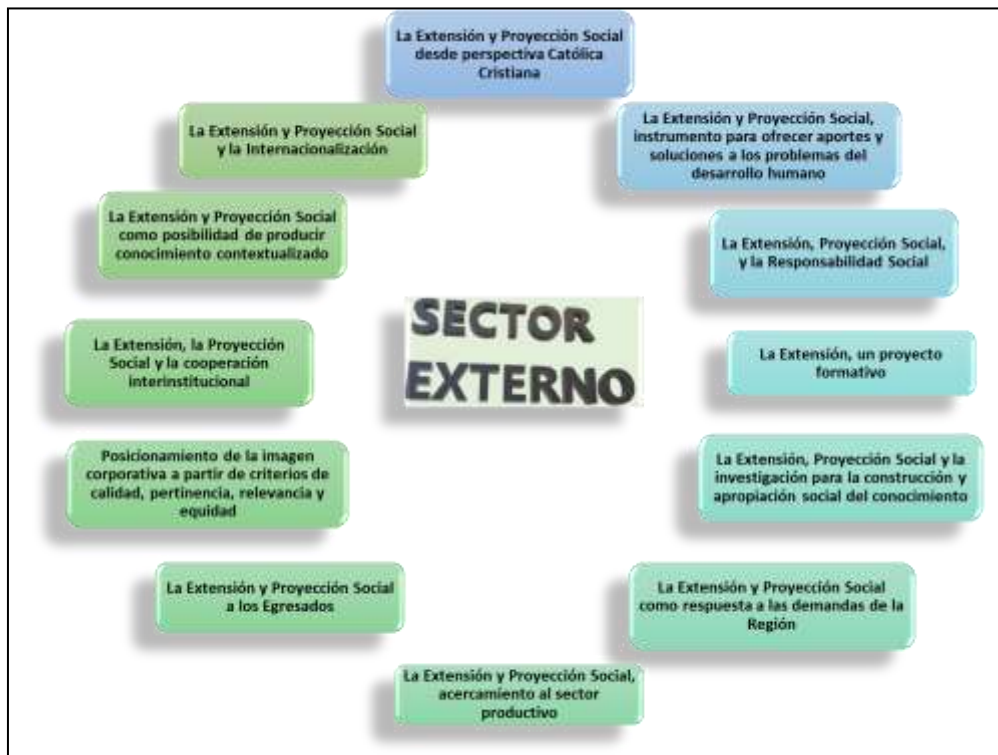 La Extensión y Proyección Social
desde perspectiva Católica
Cristiana
La Extensión y Proyección Social,
instrumento para ofrecer aportes y
soluciones a los problemas del
desarrollo humano
La Extensión, Proyección Social,
y la Responsabilidad Social
La Extensión, un proyecto
formativo
La Extensión, Proyección Social y la
investigación para la construcción y
apropiación social del conocimiento
La Extensión y Proyección Social
como respuesta a las demandas de la
Región
La Extensión y Proyección Social,
acercamiento al sector
productivo
La Extensión y Proyección Social
a los Egresados
Posicionamiento de la imagen
corporativa a partir de criterios de
calidad, pertinencia, relevancia y
equidad
La Extensión, la Proyección
Social y la cooperación
interinstitucional
La Extensión y Proyección Social
como posibilidad de producir
conocimiento contextualizado
La Extensión y Proyección Social
y la Internacionalización
SECTOR
EXTERNO